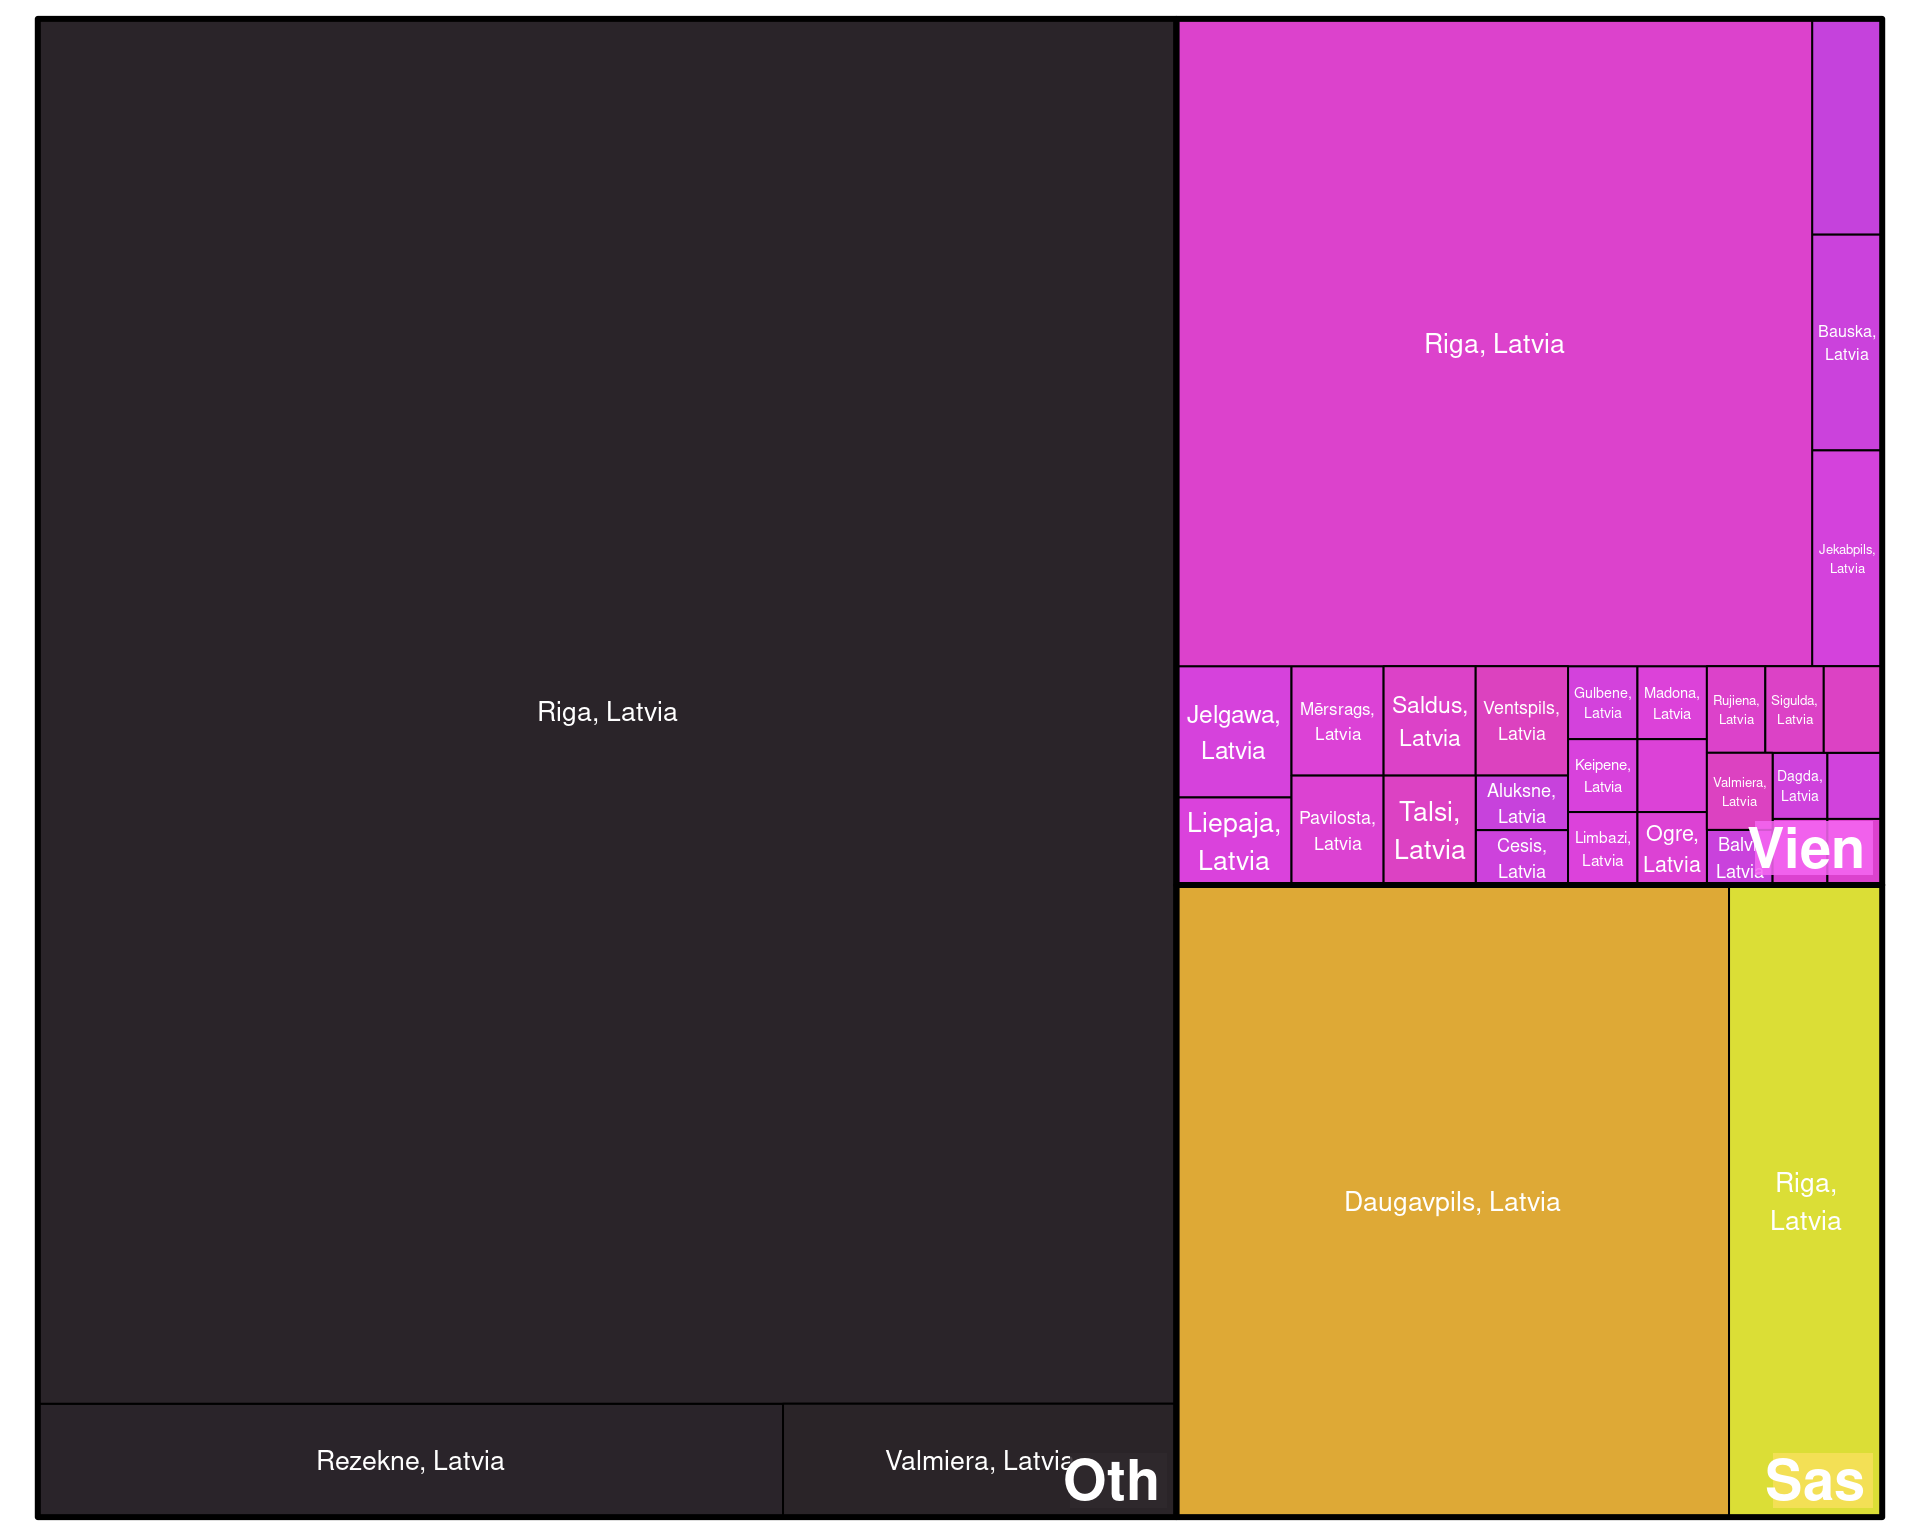 Riga, Latvia
Rezekne, Latvia
Valmiera, Latvia
Oth
Riga, Latvia
Bauska,
Latvia
Jekabpils,
Latvia
Jelgawa,
Latvia
Liepaja,
Latvia
Mērsrags,
Latvia
Pavilosta,
Latvia
Saldus,
Latvia
Talsi,
Latvia
Ventspils,
Latvia
Aluksne,
Latvia
Cesis,
Latvia
Gulbene,
Latvia
Keipene,
Latvia
Limbazi,
Latvia
Madona,
Latvia
Ogre,
Latvia
Rujiena,
Latvia
Sigulda,
Latvia
Valmiera,
Latvia
Dagda,
Latvia
Balvi,
Latvia
Vien
Daugavpils, Latvia
Riga,
Latvia
Sas